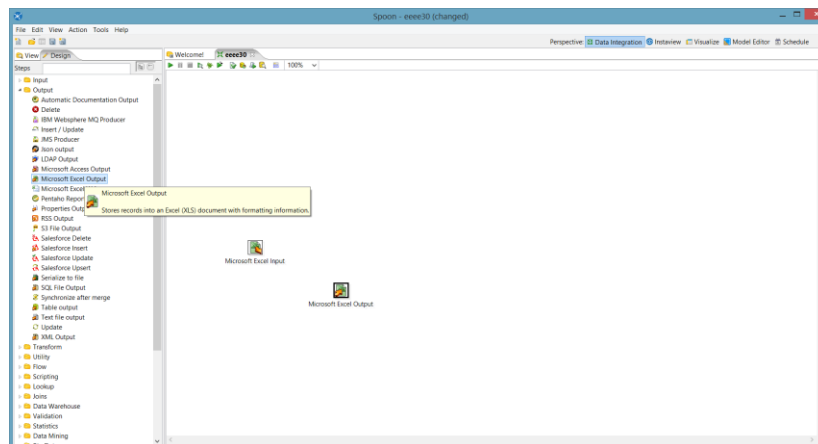 Spoon - eeee30 (changed)
File Edit View Action Tools Help
Perspective: Data Integration Instaview Visualize Model Editor Schedule
View Design
Welcome! eeee30
Steps
100%
Input
Output
Automatic Documentation Output
Delete
IBM Websphere MQ Producer
Insert / Update
JMS Producer
Json output
LDAP Output
Microsoft Access Output
Microsoft Excel Output
Microsoft Excel
Pentaho Repor
Properties Outp
RSS Output
S3 File Output
Salesforce Delete
Salesforce Insert
Salesforce Update
Salesforce Upsert
Serialize to file
SQL File Output
Synchronize after merge
Table output
Text file output
Update
XML Output
Transform
Utility
Flow
Scripting
Lookup
Joins
Data Warehouse
Validation
Statistics
Data Mining
Microsoft Excel Output
Stores records into an Excel (XLS) document with formatting information.
Microsoft Excel Input
Microsoft Excel Output